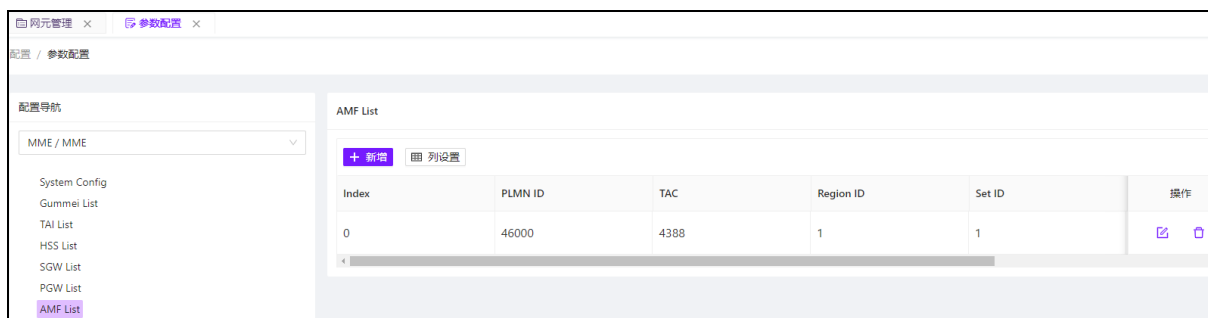 网元管理 × 参数配置 ×
配置 / 参数配置
配置导航
MME / MME
System Config
Gummei List
TAI List
HSS List
SGW List
PGW List
AMF List
AMF List
+ 新增 列设置
Index PLMN ID TAC Region ID Set ID 操作
0 46000 4388 1 1